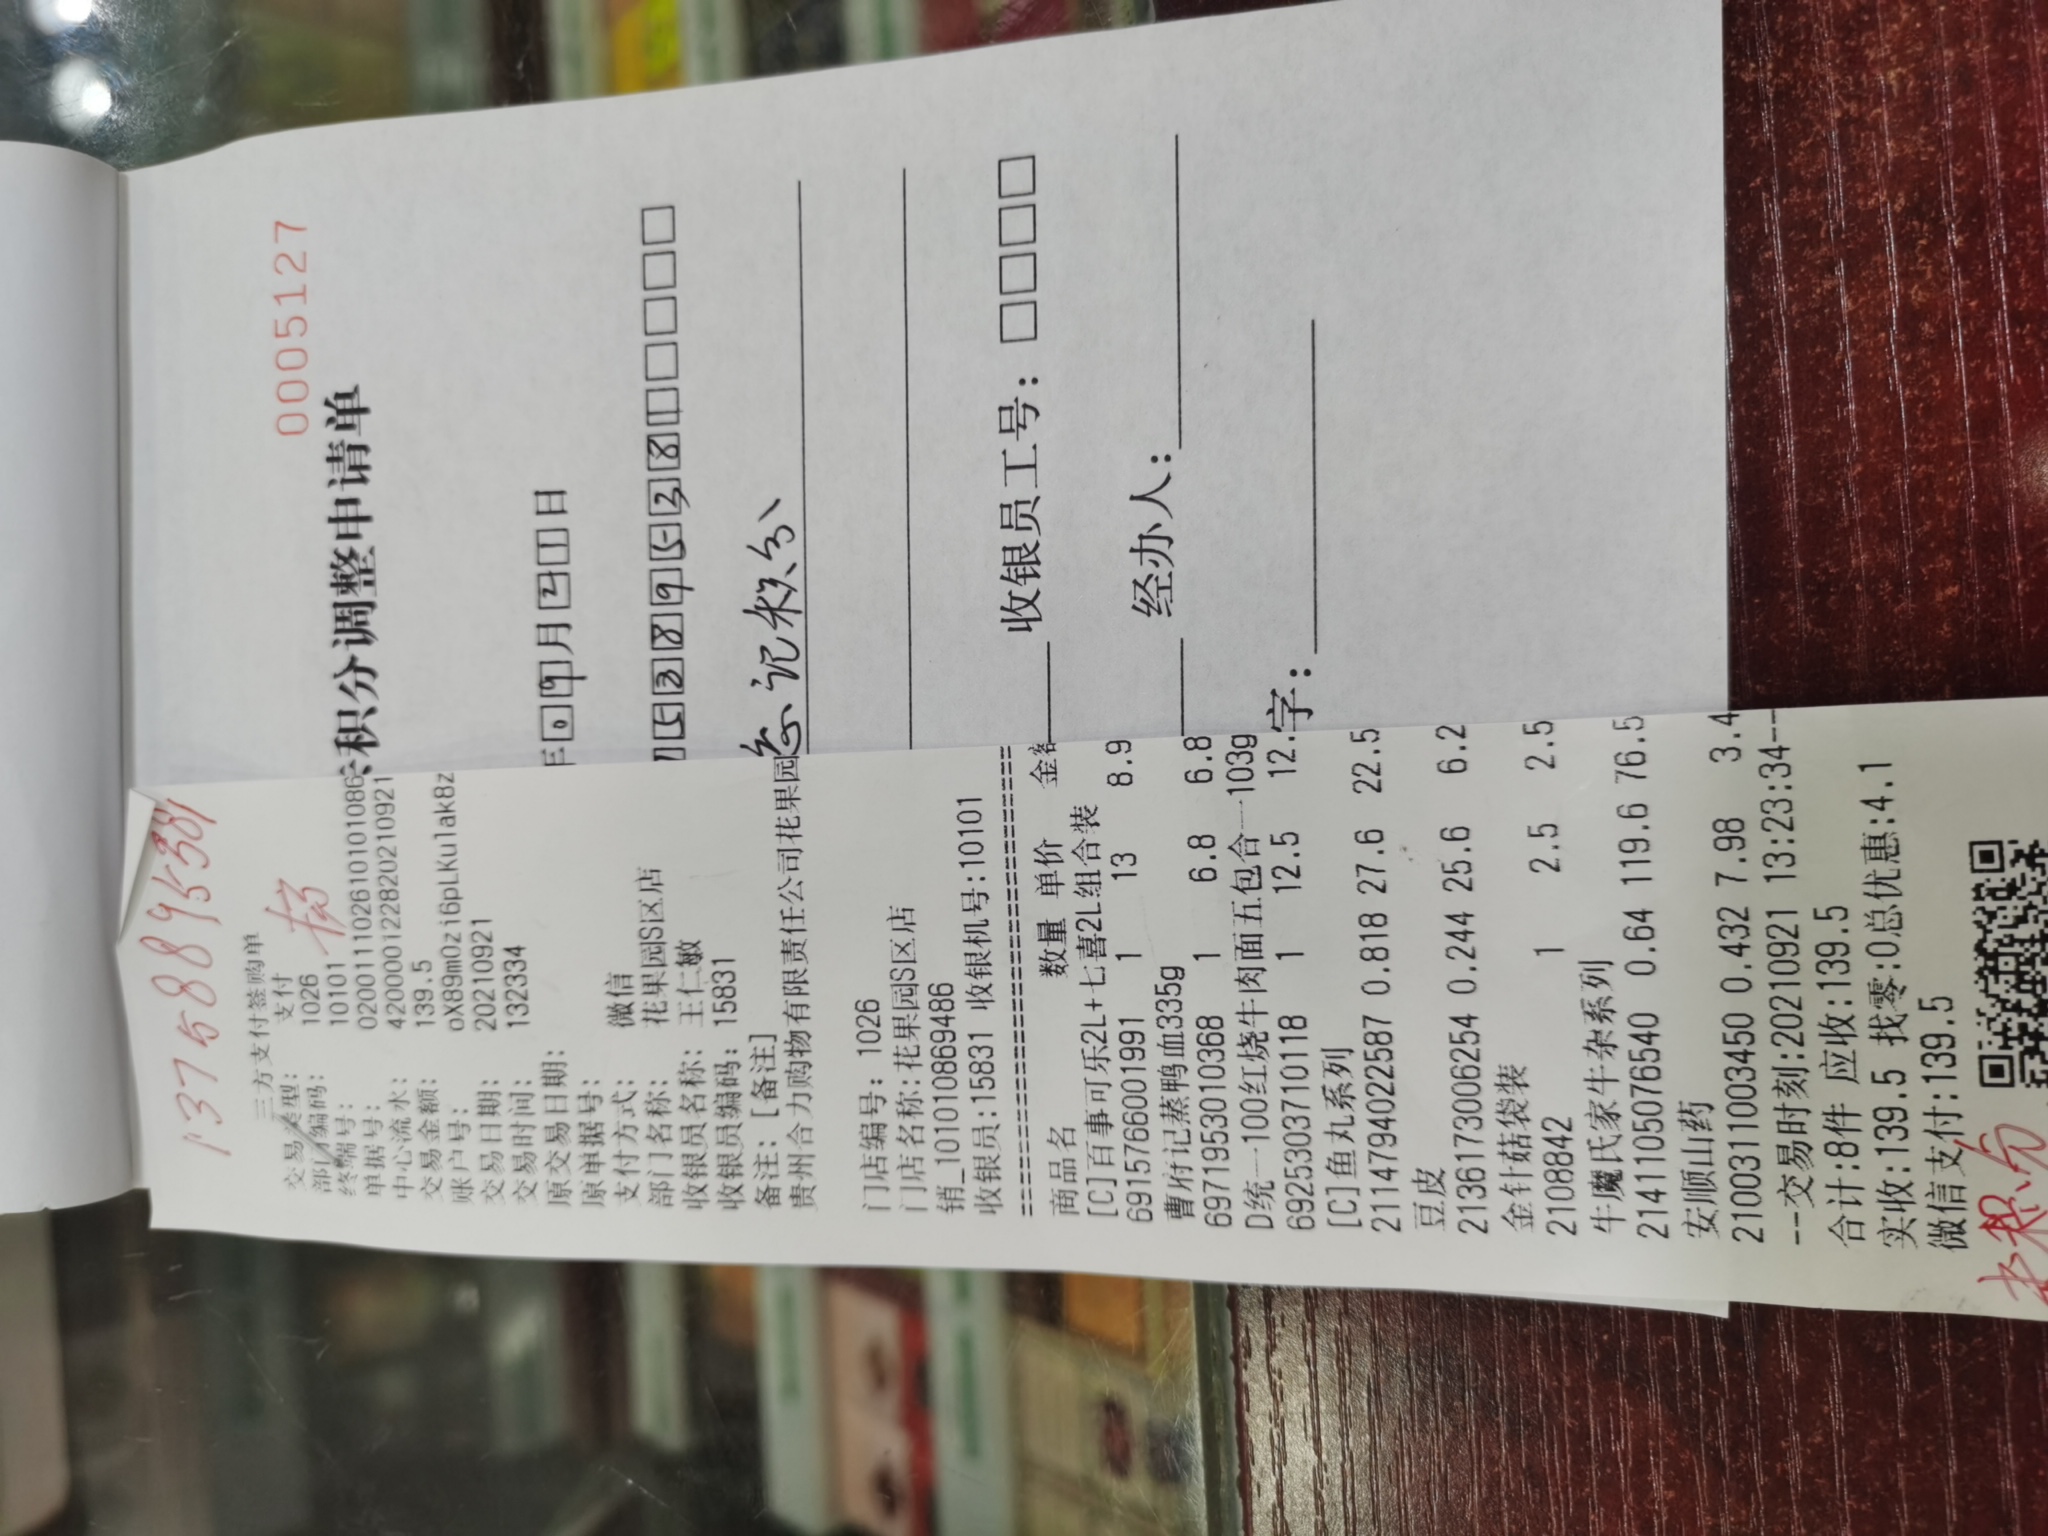 0005127
积分调整申请单
年09月21日
1538895381
忘记积分
收银员工号:
经办人:
字:
三方支付签购单
交易类型: 支付
部门编码: 1026
终端号: 10101
单据号: 0200111102610101086
中心流水: 420000122820210921
交易金额: 139.5
账户号: oX89mOzi6pLKulak8z
交易日期: 20210921
交易时间: 132334
原交易日期:
原单据号:
支付方式: 微信
部门名称: 花果园S区店
收银员名称: 王仁敏
收银员编码: 15831
备注: [备注]
贵州合力购物有限责任公司花果园
门店编号: 1026
门店名称:花果园S区店
销_101010869486
收银员:15831 收银机号:10101
商品名 数量 单价 金额
[C]百事可乐2L+七喜2L组合装
6915766001991 1 13 8.9
曹府记蒸鸭血335g
6971953010368 1 6.8 6.8
D统一100红烧牛肉面五包合一103g
6925303710118 1 12.5 12.
[C]鱼丸系列
2114794022587 0.818 27.6 22.5
豆皮
2136173006254 0.244 25.6 6.2
金针菇袋装
2108842 1 2.5 2.5
牛魔氏家牛杂系列
2141105076540 0.64 119.6 76.5
安顺山药
2100311003450 0.432 7.98 3.4
--交易时刻:20210921 13:23:34--
合计:8件 应收:139.5
实收:139.5 找零:0总优惠:4.1
微信支付:139.5